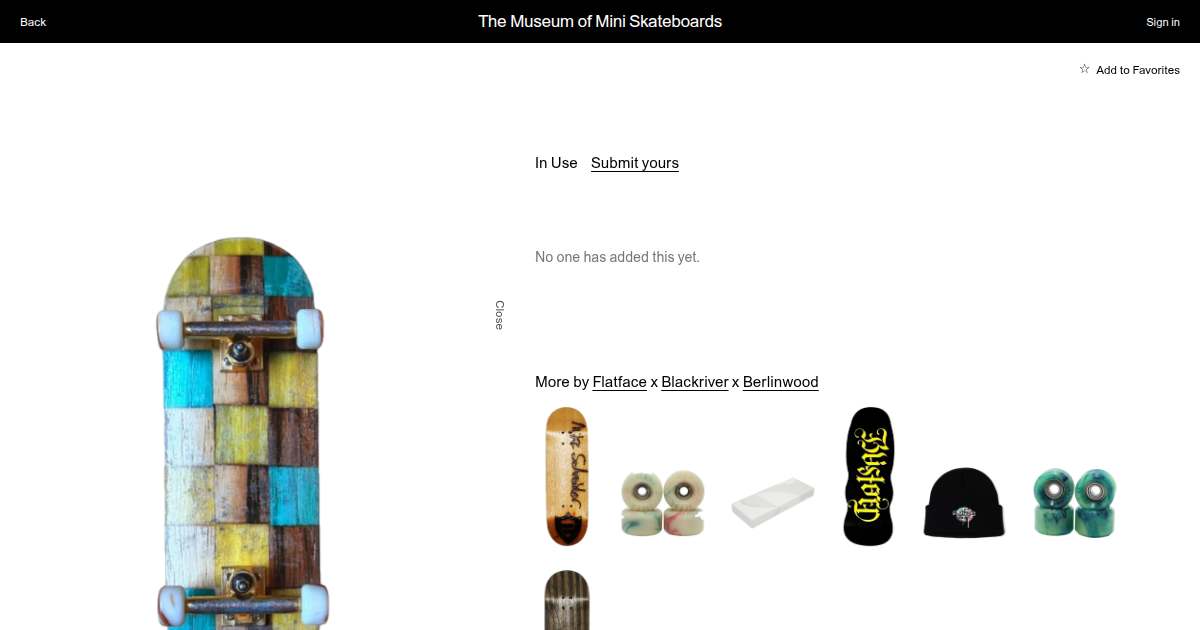 Back
The Museum of Mini Skateboards
Sign in
☆ Add to Favorites
In Use Submit yours
No one has added this yet.
Close
More by Flatface x Blackriver x Berlinwood